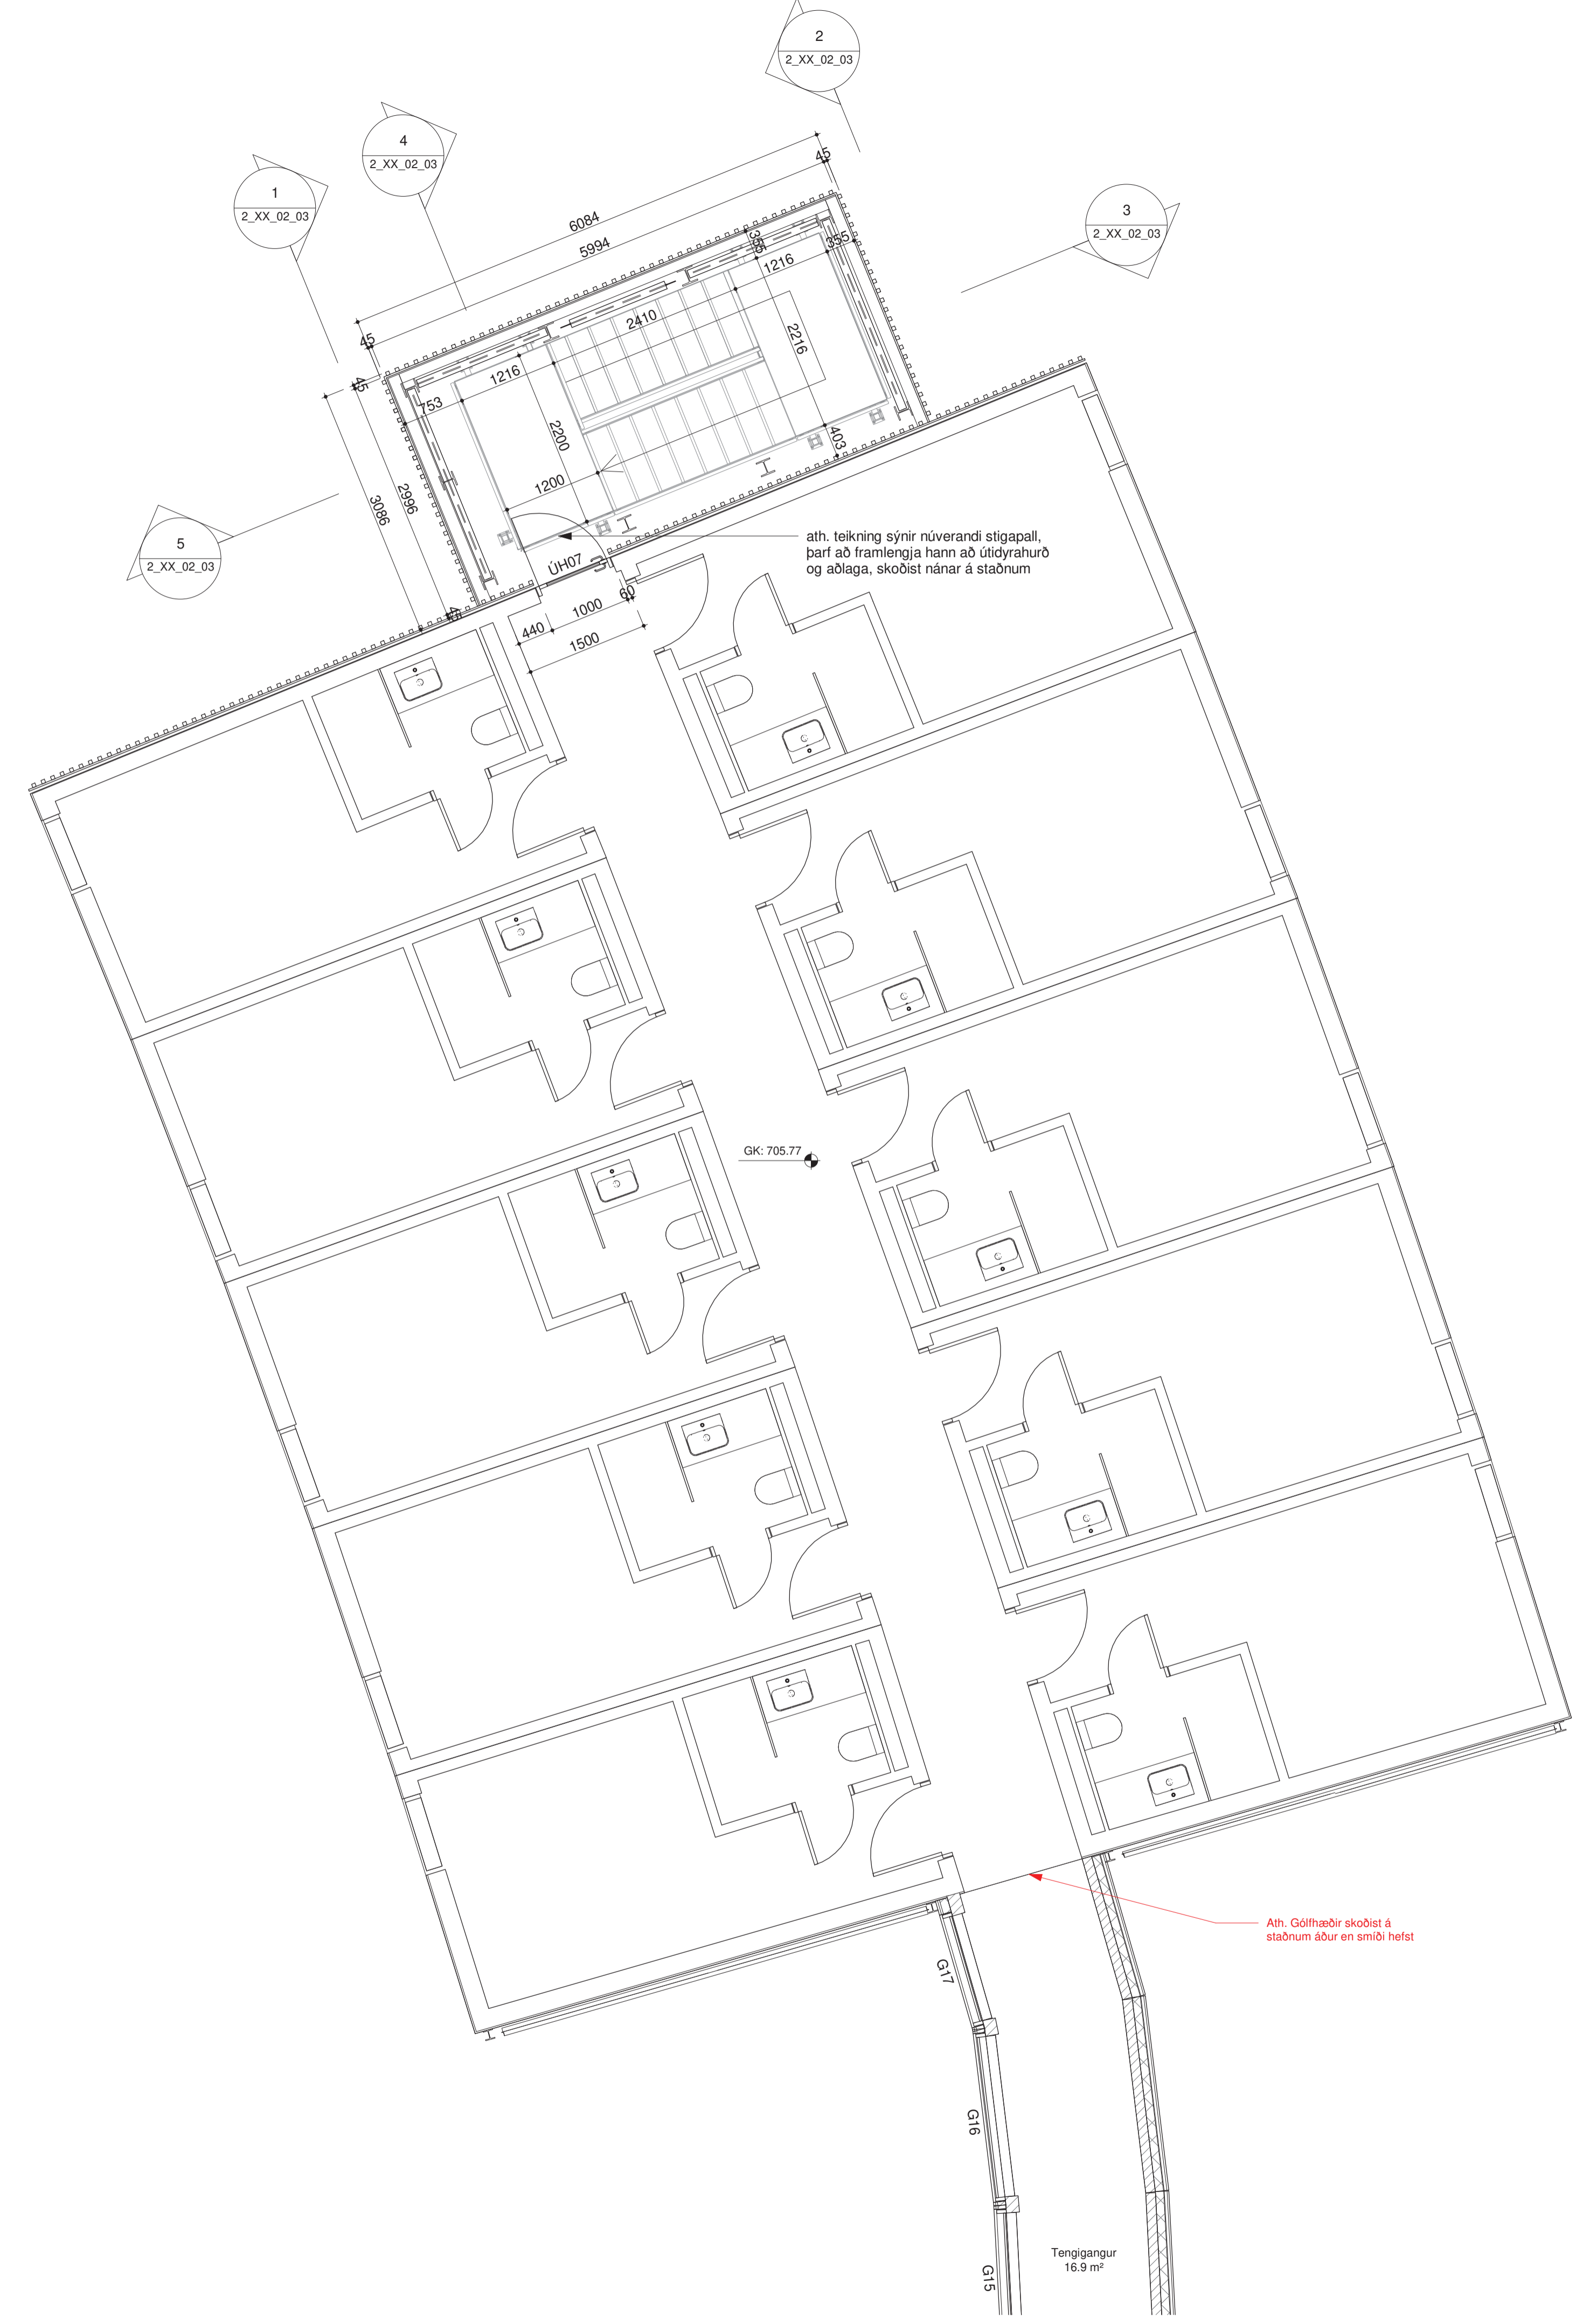 2
2_XX_02_03
4
2_XX_02_03
1
2_XX_02_03
3
2_XX_02_03
5
2_XX_02_03
45
6084
5994
355
355
1216
2410
2216
45
45
1216
753
2200
403
1200
2996
3086
ath. teikning sýnir núverandi stigapall,
þarf að framlengja hann að útidyrahurð
og aðlaga, skoðist nánar á staðnum
ÚH07
60
1000
45
440
1500
GK: 705.77
Ath. Gólfhæðir skoðist á
staðnum áður en smíði hefst
G17
G16
G15
Tengigangur
16.9 m²